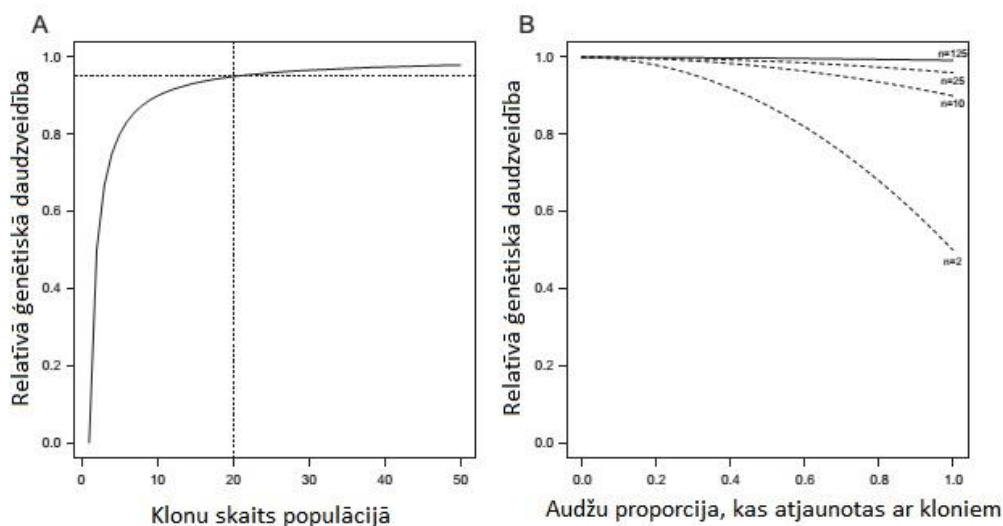 A
Relatīvā ģenētiskā daudzveidība
1.0
0.8
0.6
0.4
0.2
0.0
0
10
20
30
40
50
Klonu skaits populācijā
B
Relatīvā ģenētiskā daudzveidība
1.0
0.8
0.6
0.4
0.2
0.0
n=125
n=25
n=10
n=2
0.0
0.2
0.4
0.6
0.8
1.0
Audžu proporcija, kas atjaunotas ar kloniem